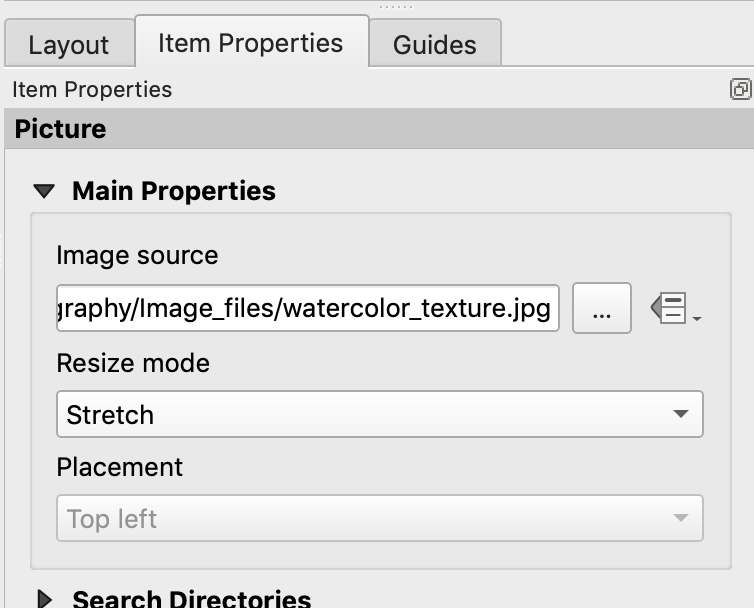 Layout
Item Properties
Guides
Item Properties
Picture
Main Properties
Image source
graphy/Image_files/watercolor_texture.jpg
...
Resize mode
Stretch
Placement
Top left
Search Directories